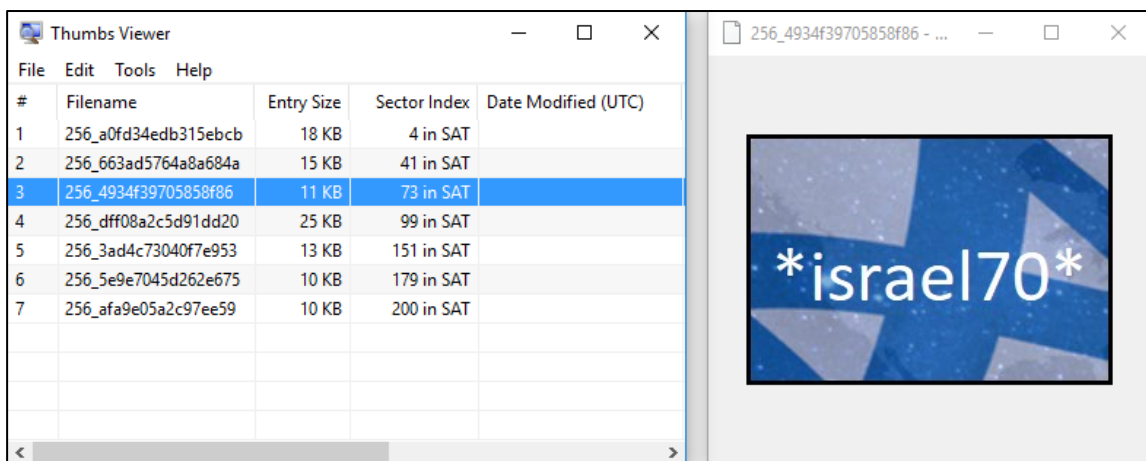 Thumbs Viewer
File Edit Tools Help
# Filename Entry Size Sector Index Date Modified (UTC)
1 256_a0fd34edb315ebcb 18 KB 4 in SAT
2 256_663ad5764a8a684a 15 KB 41 in SAT
3 256_4934f39705858f86 11 KB 73 in SAT
4 256_dff08a2c5d91dd20 25 KB 99 in SAT
5 256_3ad4c73040f7e953 13 KB 151 in SAT
6 256_5e9e7045d262e675 10 KB 179 in SAT
7 256_afa9e05a2c97ee59 10 KB 200 in SAT
256_4934f39705858f86 - ...
*israel70*